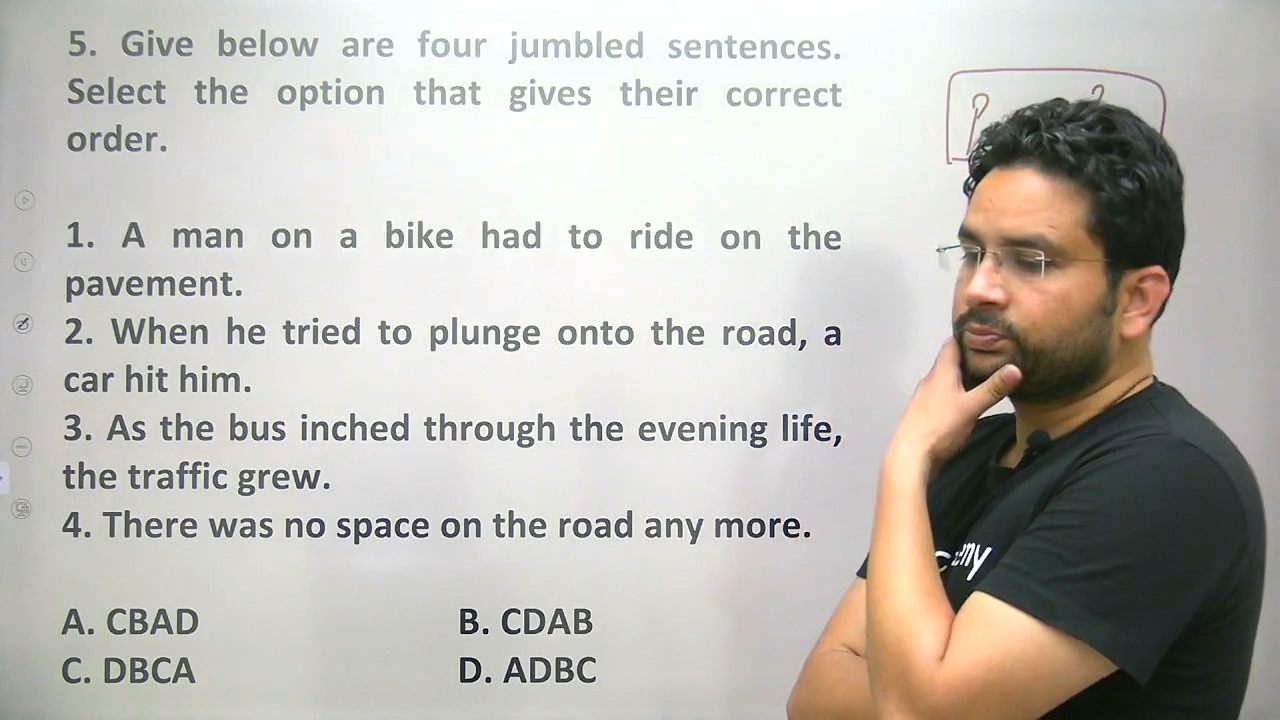 5. Give below are four jumbled sentences.
Select the option that gives their correct
order.
1. A man on a bike had to ride on the
pavement.
2. When he tried to plunge onto the road, a
car hit him.
3. As the bus inched through the evening life,
the traffic grew.
4. There was no space on the road any more.
A. CBAD B. CDAB
C. DBCA D. ADBC